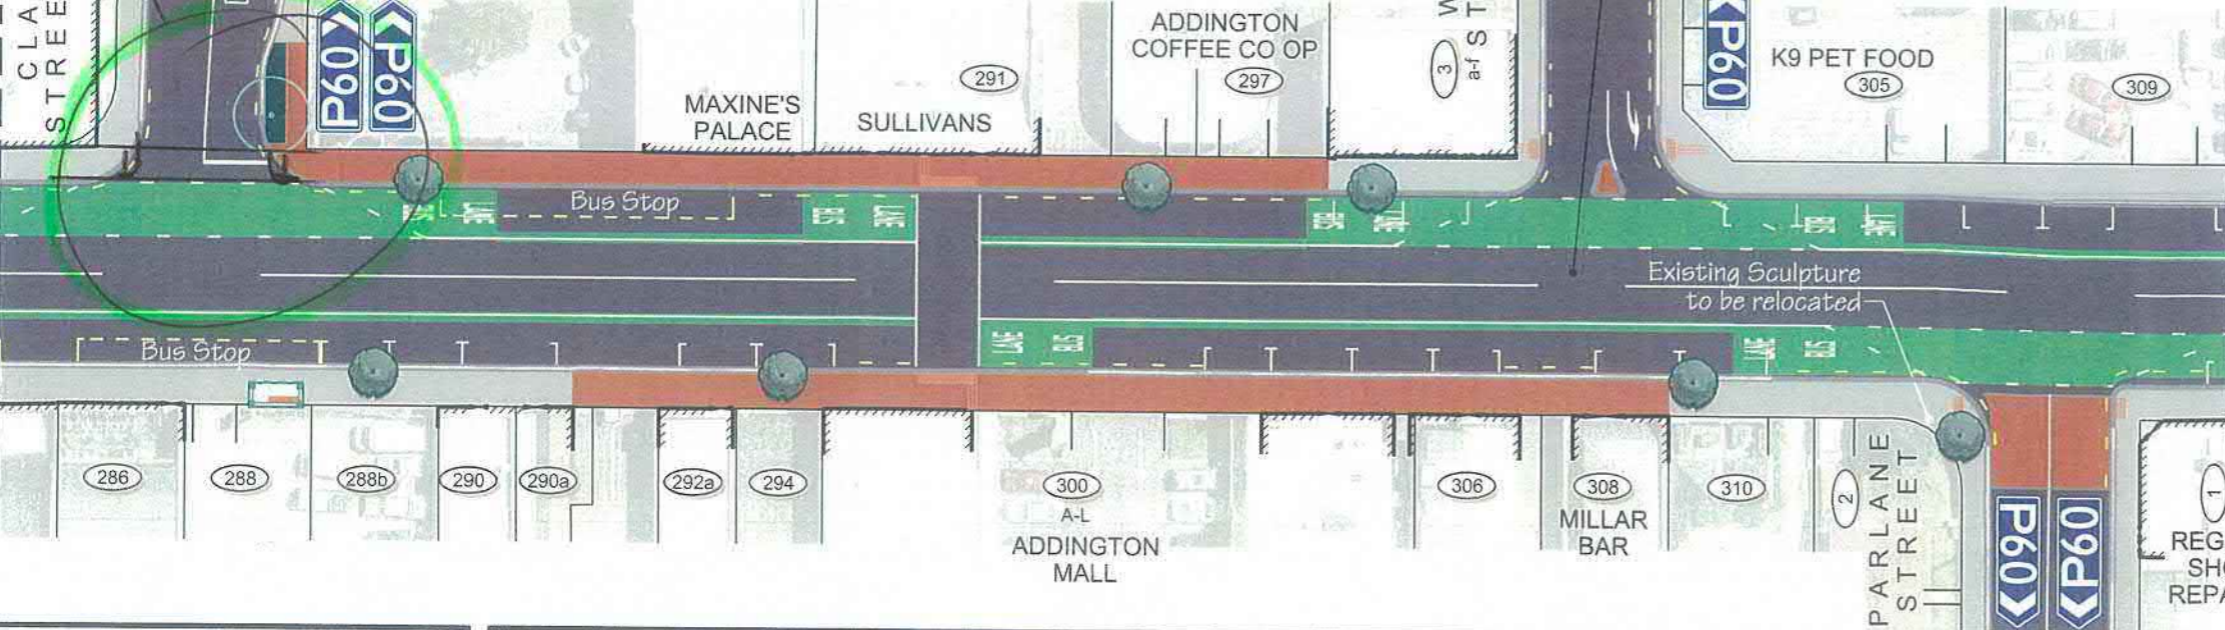 CLA
STREE
P60
P60
MAXINE'S
PALACE
SULLIVANS
291
ADDINGTON
COFFEE CO OP
297
3
a-f
P60
K9 PET FOOD
305
309
BUS
LANE
Bus Stop
BUS
LANE
BUS
LANE
BUS
LANE
Existing Sculpture
to be relocated
Bus Stop
LANE
BUS
LANE
BUS
286
288
288b
290
290a
292a
294
300
A-L
ADDINGTON
MALL
306
308
MILLAR
BAR
310
2
PARLANE
STREET
P60
P60
1
REG
SH
REPA